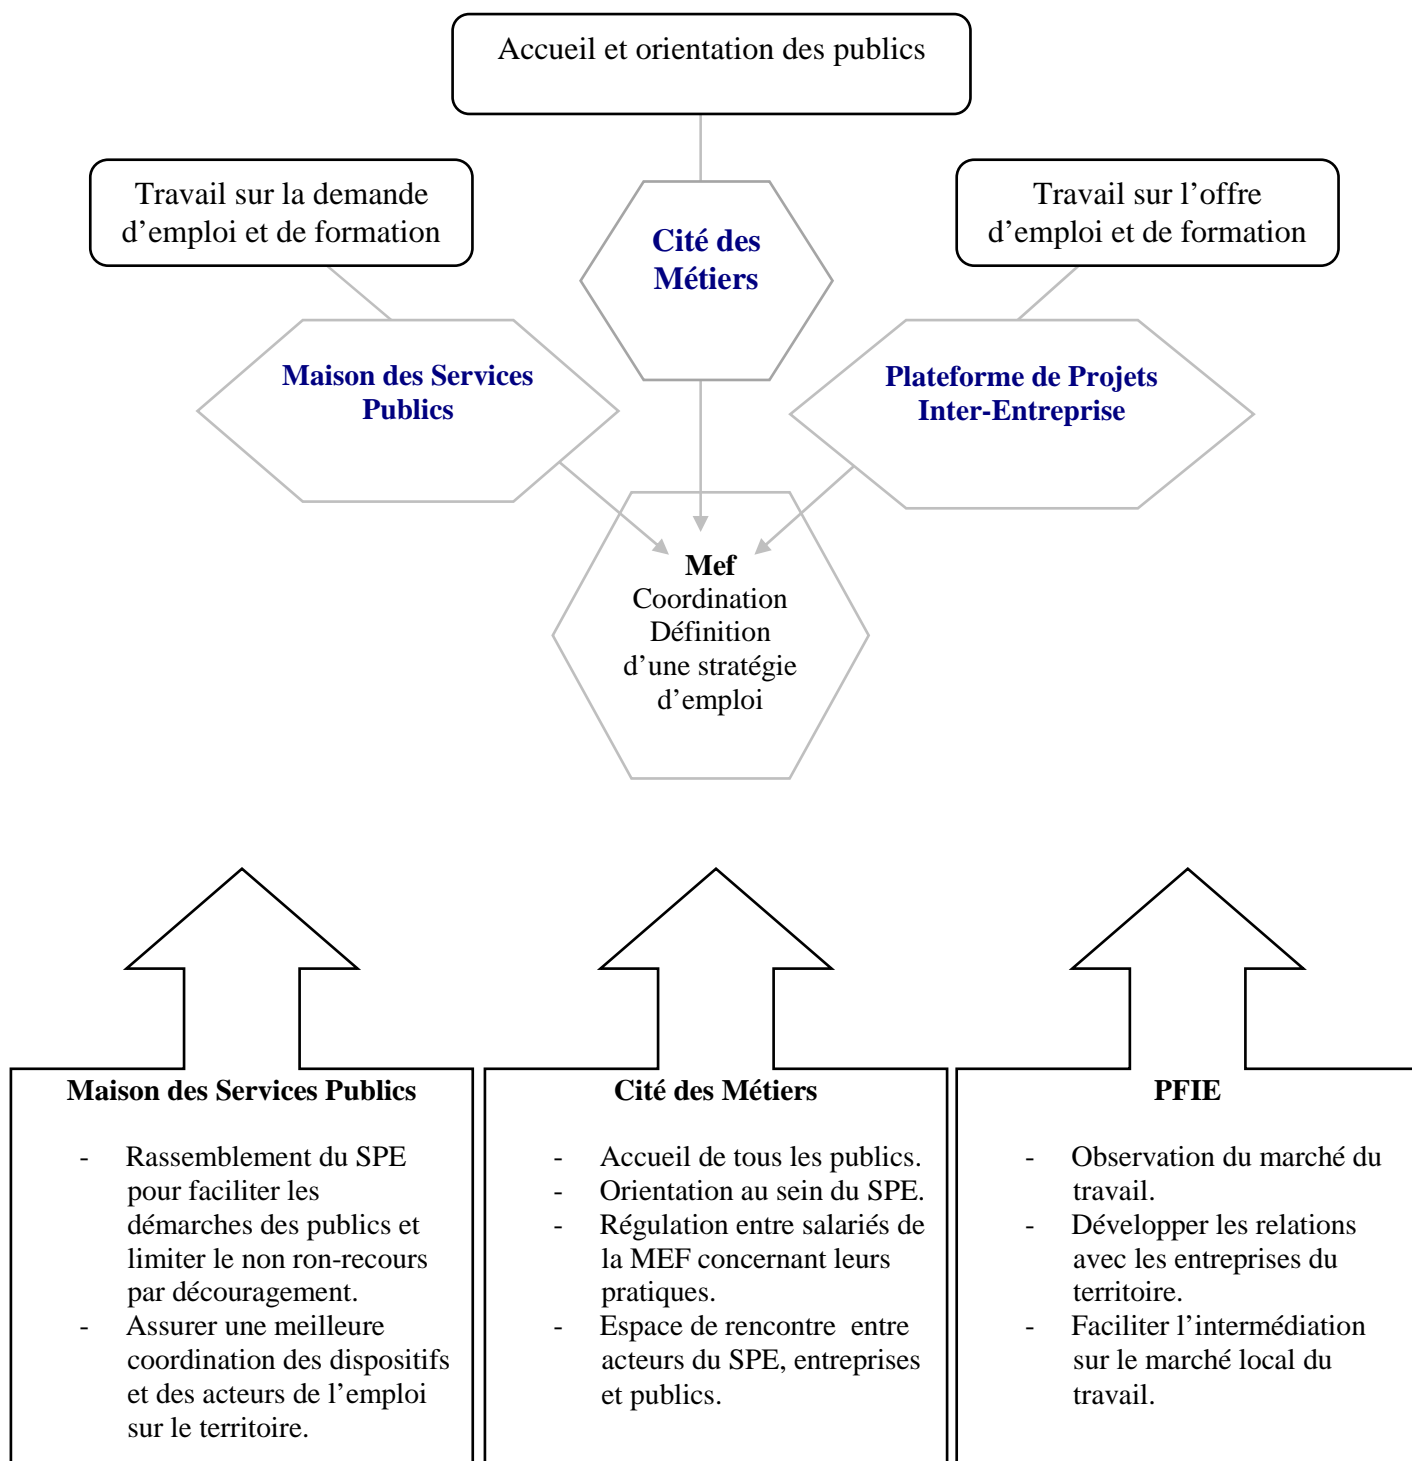 Accueil et orientation des publics
Travail sur la demande
d’emploi et de formation
Travail sur l’offre
d’emploi et de formation
Cité des
Métiers
Maison des Services
Publics
Plateforme de Projets
Inter-Entreprise
Mef
Coordination
Définition
d’une stratégie
d’emploi
Maison des Services Publics
- Rassemblement du SPE
pour faciliter les
démarches des publics et
limiter le non ron-recours
par découragement.
- Assurer une meilleure
coordination des dispositifs
et des acteurs de l’emploi
sur le territoire.
Cité des Métiers
- Accueil de tous les publics.
- Orientation au sein du SPE.
- Régulation entre salariés de
la MEF concernant leurs
pratiques.
- Espace de rencontre entre
acteurs du SPE, entreprises
et publics.
PFIE
- Observation du marché du
travail.
- Développer les relations
avec les entreprises du
territoire.
- Faciliter l’intermédiation
sur le marché local du
travail.